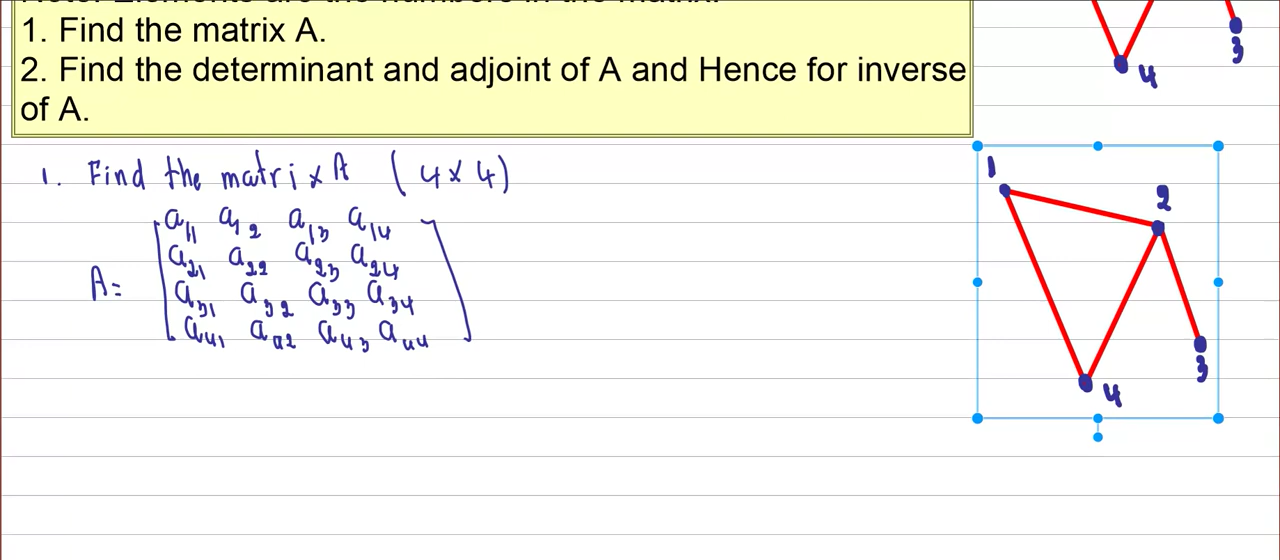 1. Find the matrix A.
2. Find the determinant and adjoint of A and Hence for inverse
of A.
3
4
1. Find the matrix A (4 x 4)
a11 a12 a13 a14
a21 a22 a23 a24
A= a31 a32 a33 a34
a41 a42 a43 a44
1
2
3
4